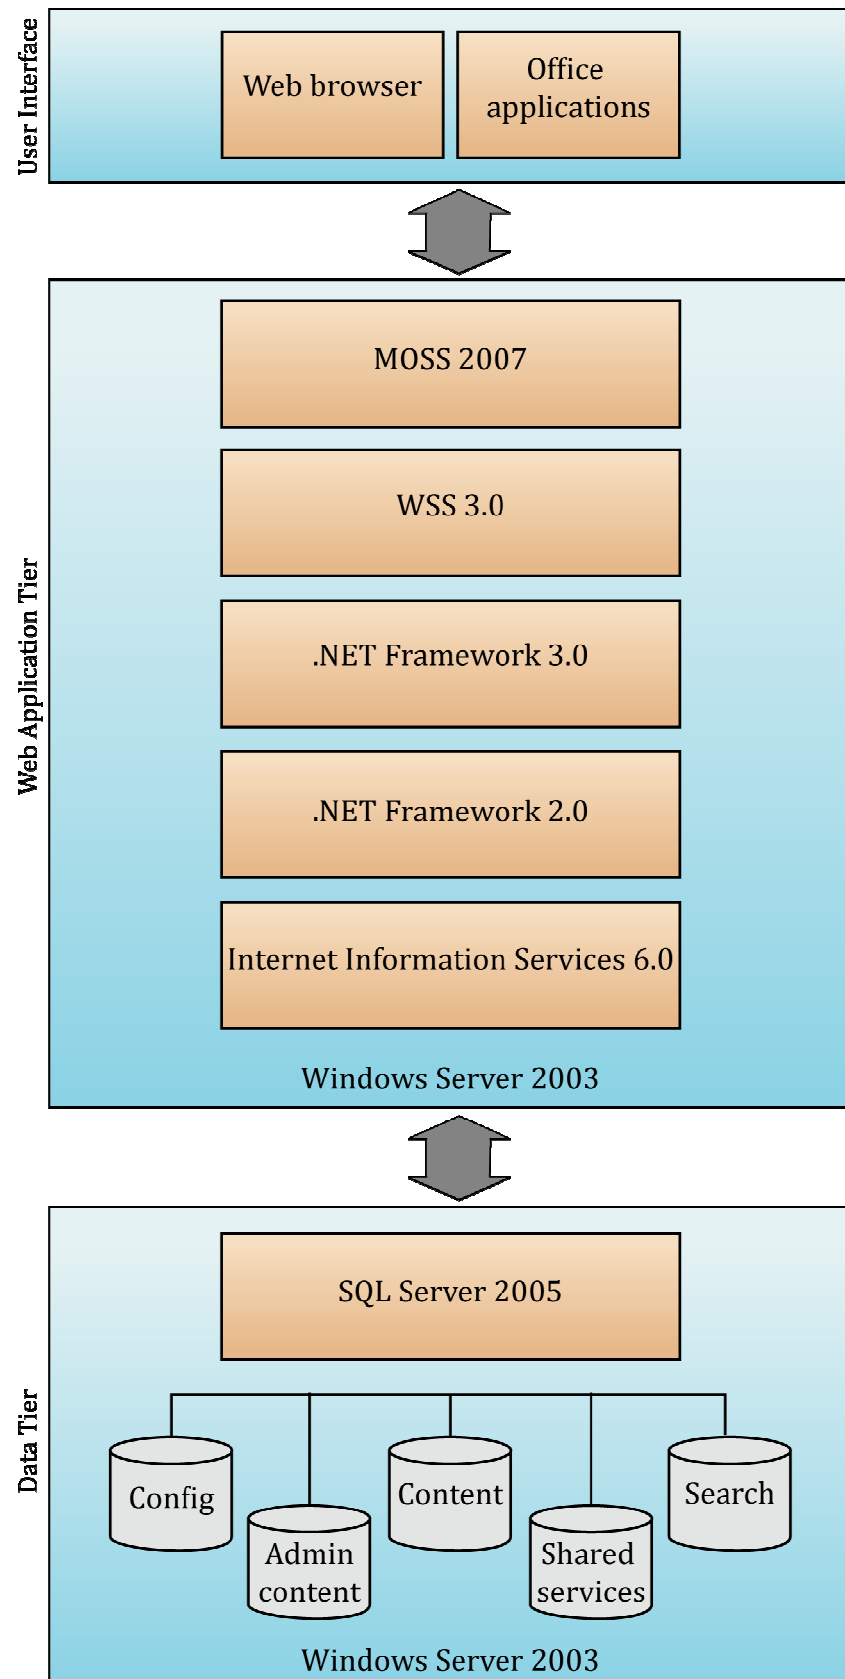 User Interface
Web browser
Office
applications
Web Application Tier
MOSS 2007
WSS 3.0
.NET Framework 3.0
.NET Framework 2.0
Internet Information Services 6.0
Windows Server 2003
Data Tier
SQL Server 2005
Config
Admin
content
Content
Shared
services
Search
Windows Server 2003